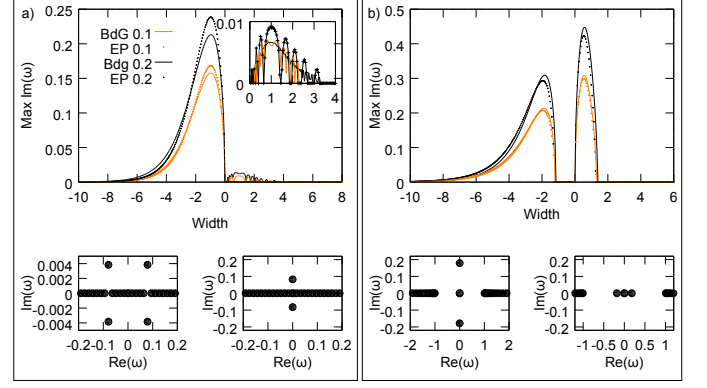 a)
0.25
0.20
0.15
0.10
0.05
0
Max Im(ω)
BdG 0.1
EP 0.1
Bdg 0.2
EP 0.2
0.01
0
0 1 2 3 4
-10 -8 -6 -4 -2 0 2 4 6 8
Width
0.004
0.002
0
-0.002
-0.004
Im(ω)
-0.2 -0.1 0 0.1 0.2
Re(ω)
0.2
0.1
0
-0.1
-0.2
Im(ω)
-0.2 -0.1 0 0.1 0.2
Re(ω)
b)
0.5
0.4
0.3
0.2
0.1
0
Max Im(ω)
-10 -8 -6 -4 -2 0 2 4 6
Width
0.2
0.1
0
-0.1
-0.2
Im(ω)
-2 -1 0 1 2
Re(ω)
0.2
0.1
0
-0.1
-0.2
Im(ω)
-1 -0.5 0 0.5 1
Re(ω)